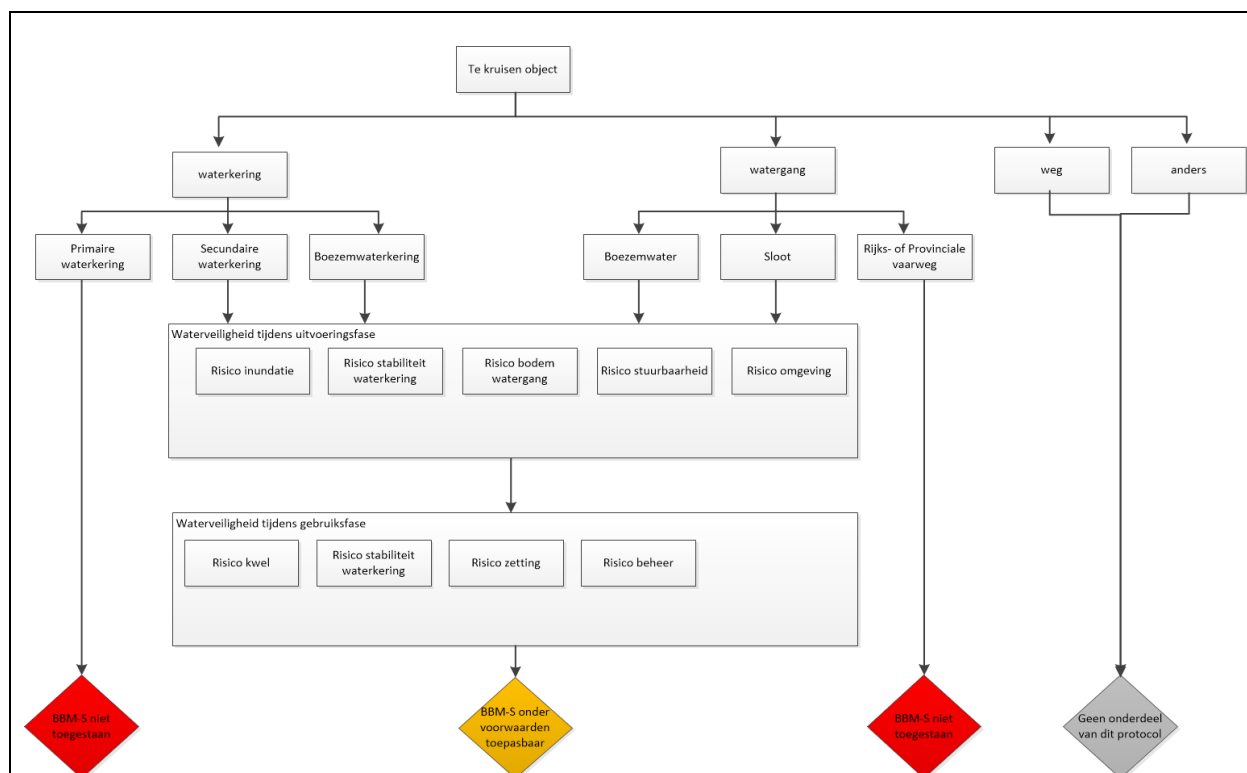 Te kruisen object
waterkering
watergang
weg
anders
Primaire
waterkering
Secundaire
waterkering
Boezemwaterkering
Boezemwater
Sloot
Rijks- of Provinciale
vaarweg
Waterveiligheid tijdens uitvoeringsfase
Risico inundatie
Risico stabiliteit
waterkering
Risico bodem
watergang
Risico stuurbaarheid
Risico omgeving
Waterveiligheid tijdens gebruiksfase
Risico kwel
Risico stabiliteit
waterkering
Risico zetting
Risico beheer
BBM-S niet
toegestaan
BBM-S onder
voorwaarden
toepasbaar
BBM-S niet
toegestaan
Geen onderdeel
van dit protocol